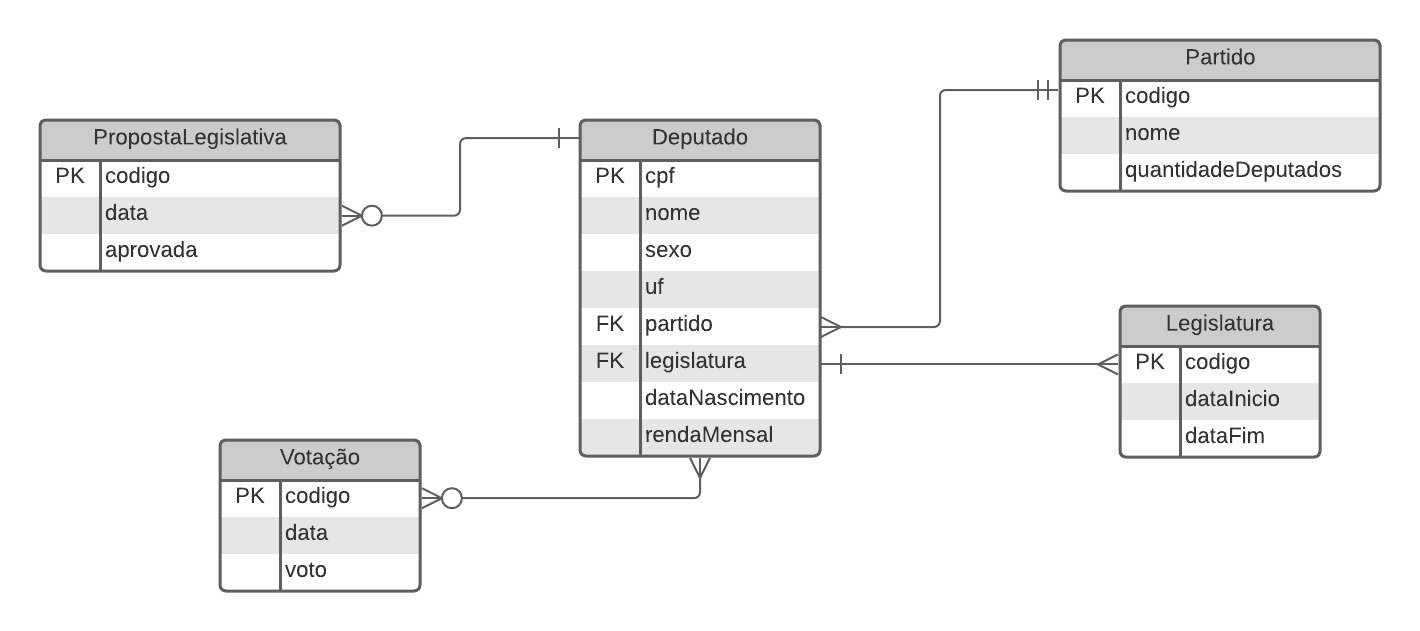 Partido
PK codigo
nome
quantidadeDeputados
PropostaLegislativa
PK codigo
data
aprovada
Deputado
PK cpf
nome
sexo
uf
FK partido
FK legislatura
dataNascimento
rendaMensal
Legislatura
PK codigo
dataInicio
dataFim
Votação
PK codigo
data
voto